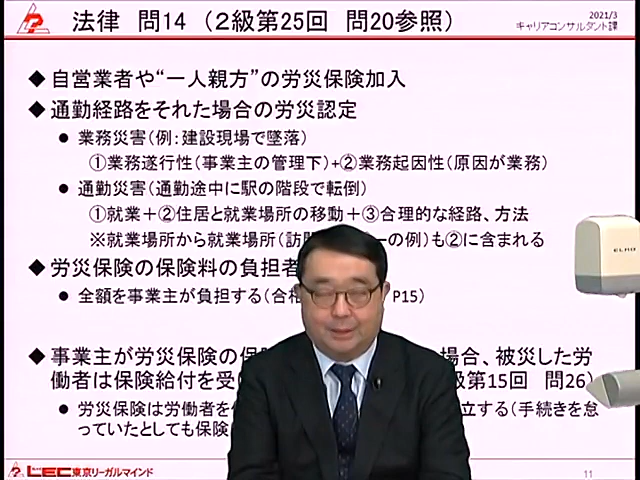 法律 問14 （２級第25回 問20参照）
2021/3
キャリアコンサルタント課
◆ 自営業者や“一人親方”の労災保険加入
◆ 通勤経路をそれた場合の労災認定
● 業務災害（例：建設現場で墜落）
①業務遂行性（事業主の管理下）+②業務起因性（原因が業務）
● 通勤災害（通勤途中に駅の階段で転倒）
①就業＋②住居と就業場所の移動＋③合理的な経路、方法
※就業場所から就業場所（訪 ーの例）も②に含まれる
◆ 労災保険の保険料の負担者
● 全額を事業主が負担する（合格 P15）
◆ 事業主が労災保険の保 場合、被災した労
働者は保険給付を受け 級第15回 問26）
● 労災保険は労働者を 立する（手続きを怠
っていたとしても保険
LEC東京リーガルマインド
11
ELMO